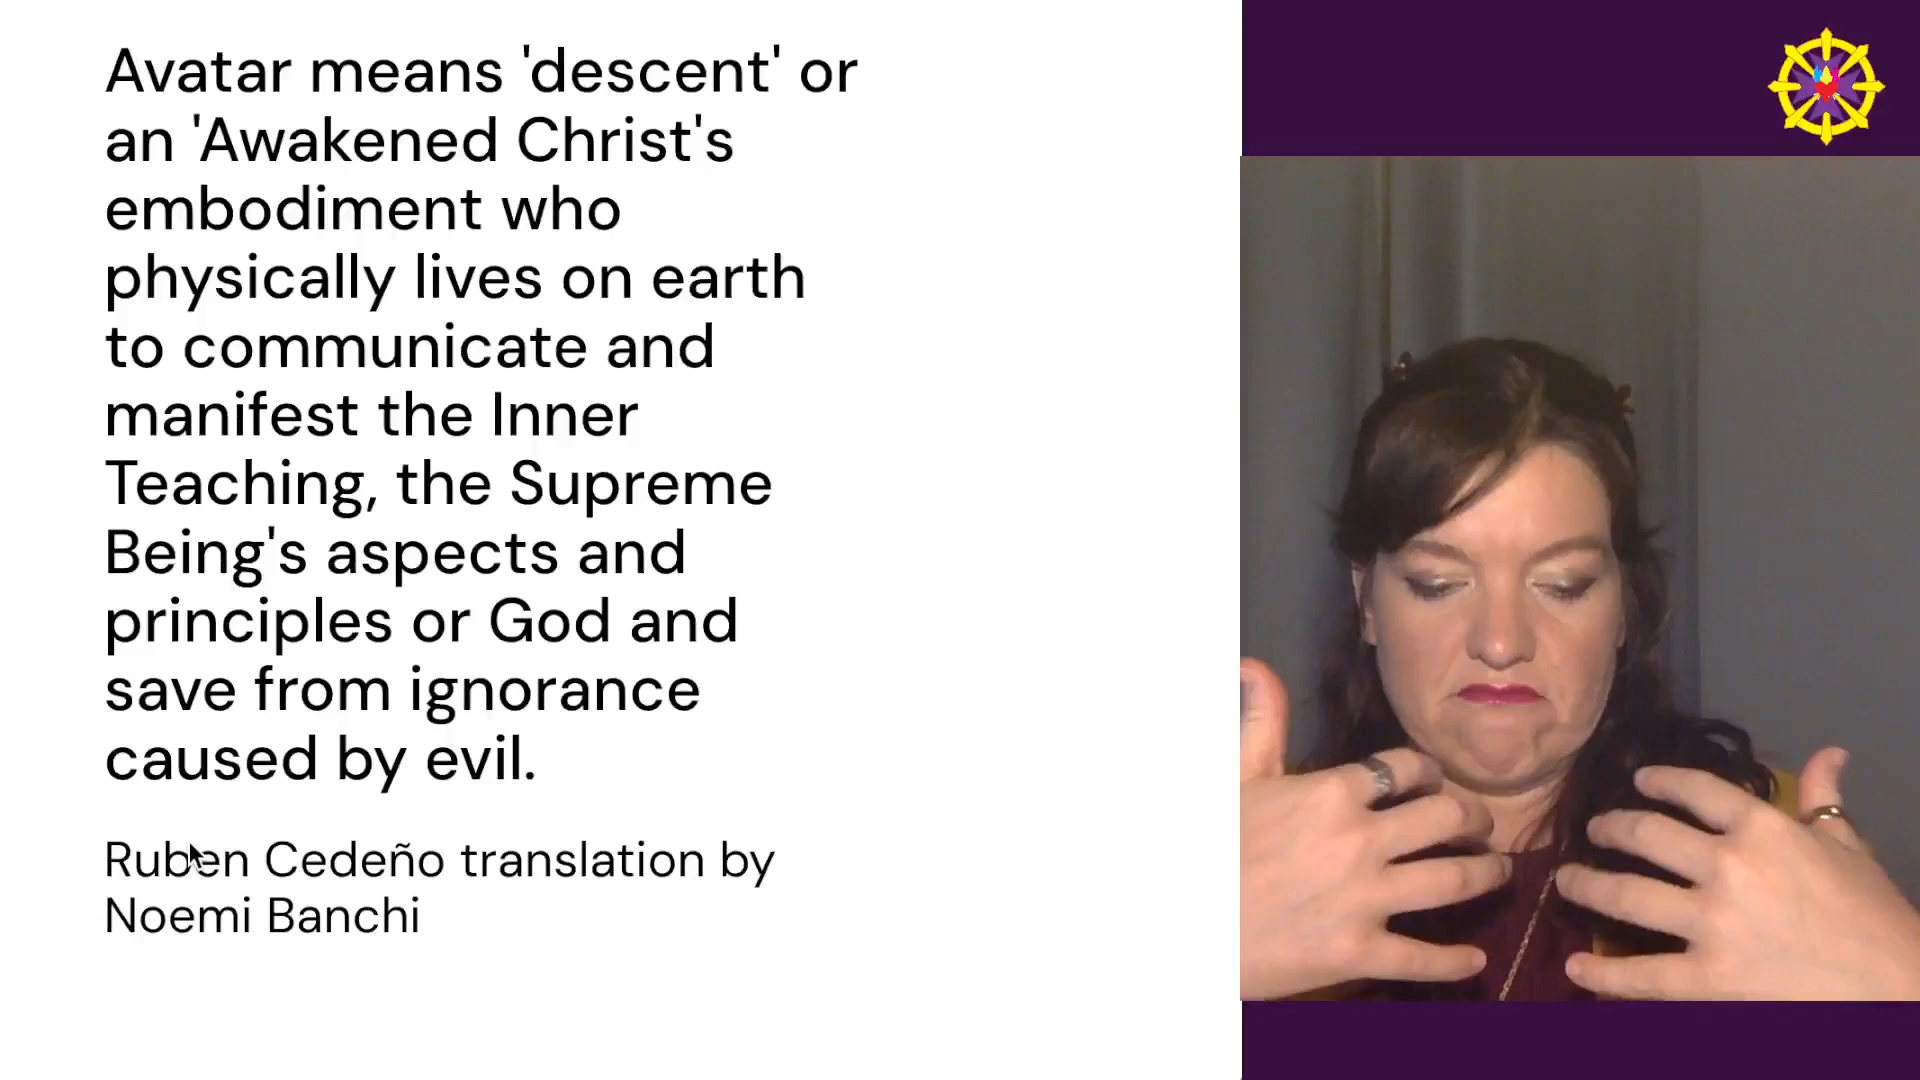 Avatar means 'descent' or
an 'Awakened Christ's
embodiment who
physically lives on earth
to communicate and
manifest the Inner
Teaching, the Supreme
Being's aspects and
principles or God and
save from ignorance
caused by evil.
Ruben Cedeño translation by
Noemi Banchi